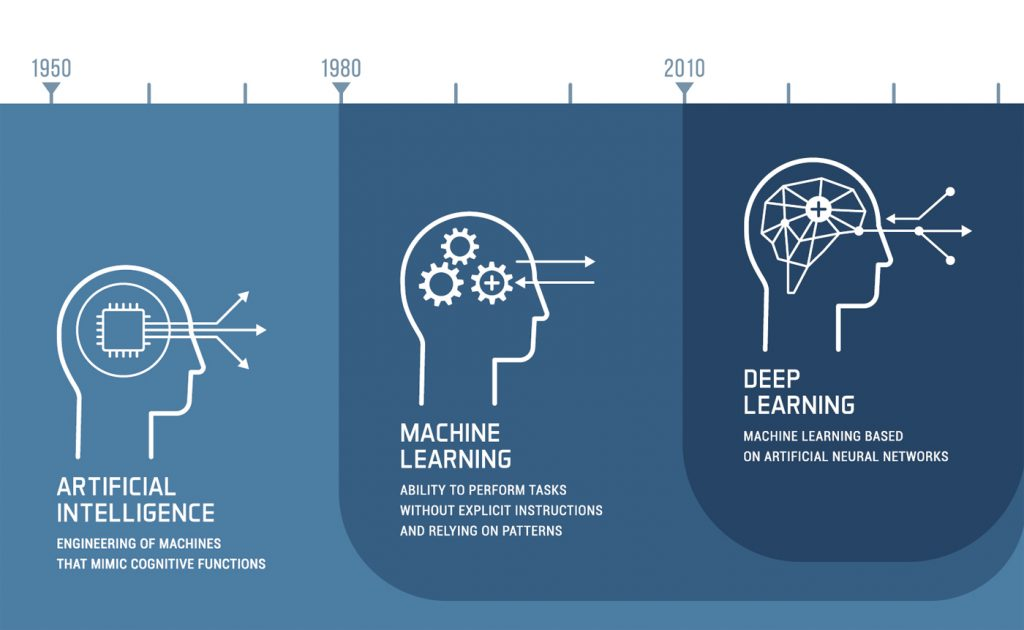 1950
1980
2010
ARTIFICIAL
INTELLIGENCE
ENGINEERING OF MACHINES
THAT MIMIC COGNITIVE FUNCTIONS
MACHINE
LEARNING
ABILITY TO PERFORM TASKS
WITHOUT EXPLICIT INSTRUCTIONS
AND RELYING ON PATTERNS
DEEP
LEARNING
MACHINE LEARNING BASED
ON ARTIFICIAL NEURAL NETWORKS